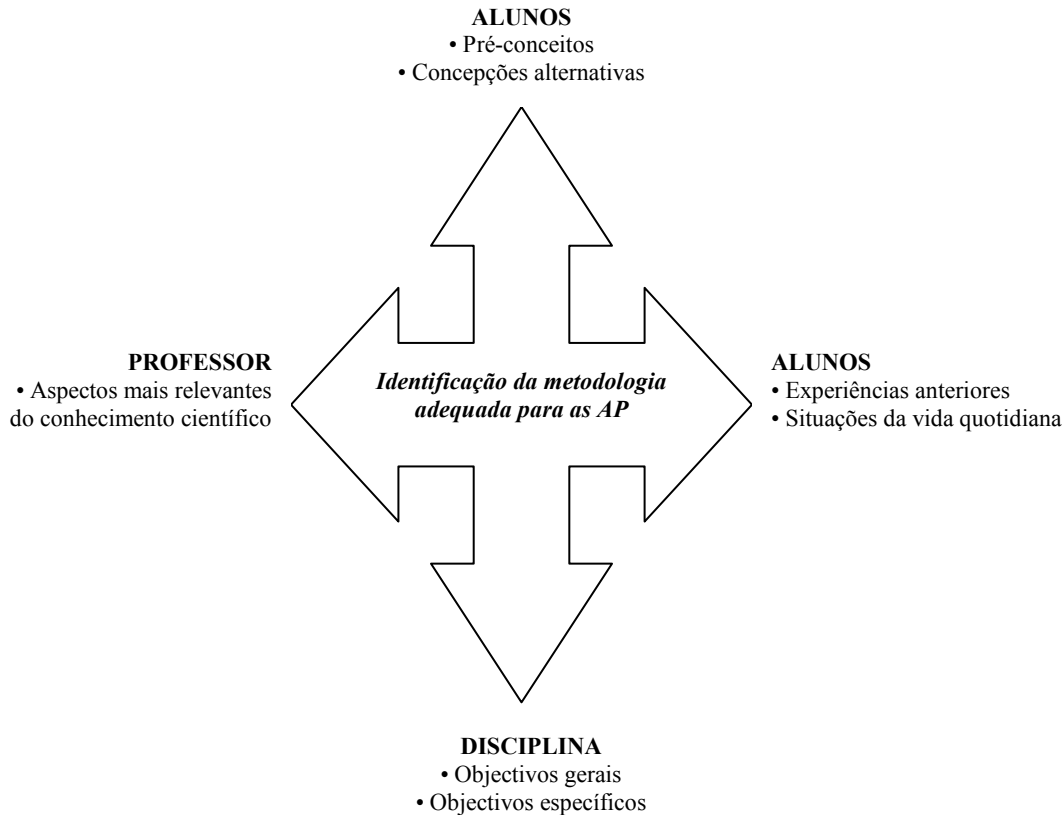 ALUNOS
• Pré-conceitos
• Concepções alternativas
PROFESSOR
• Aspectos mais relevantes
do conhecimento científico
Identificação da metodologia
adequada para as AP
ALUNOS
• Experiências anteriores
• Situações da vida quotidiana
DISCIPLINA
• Objectivos gerais
• Objectivos específicos